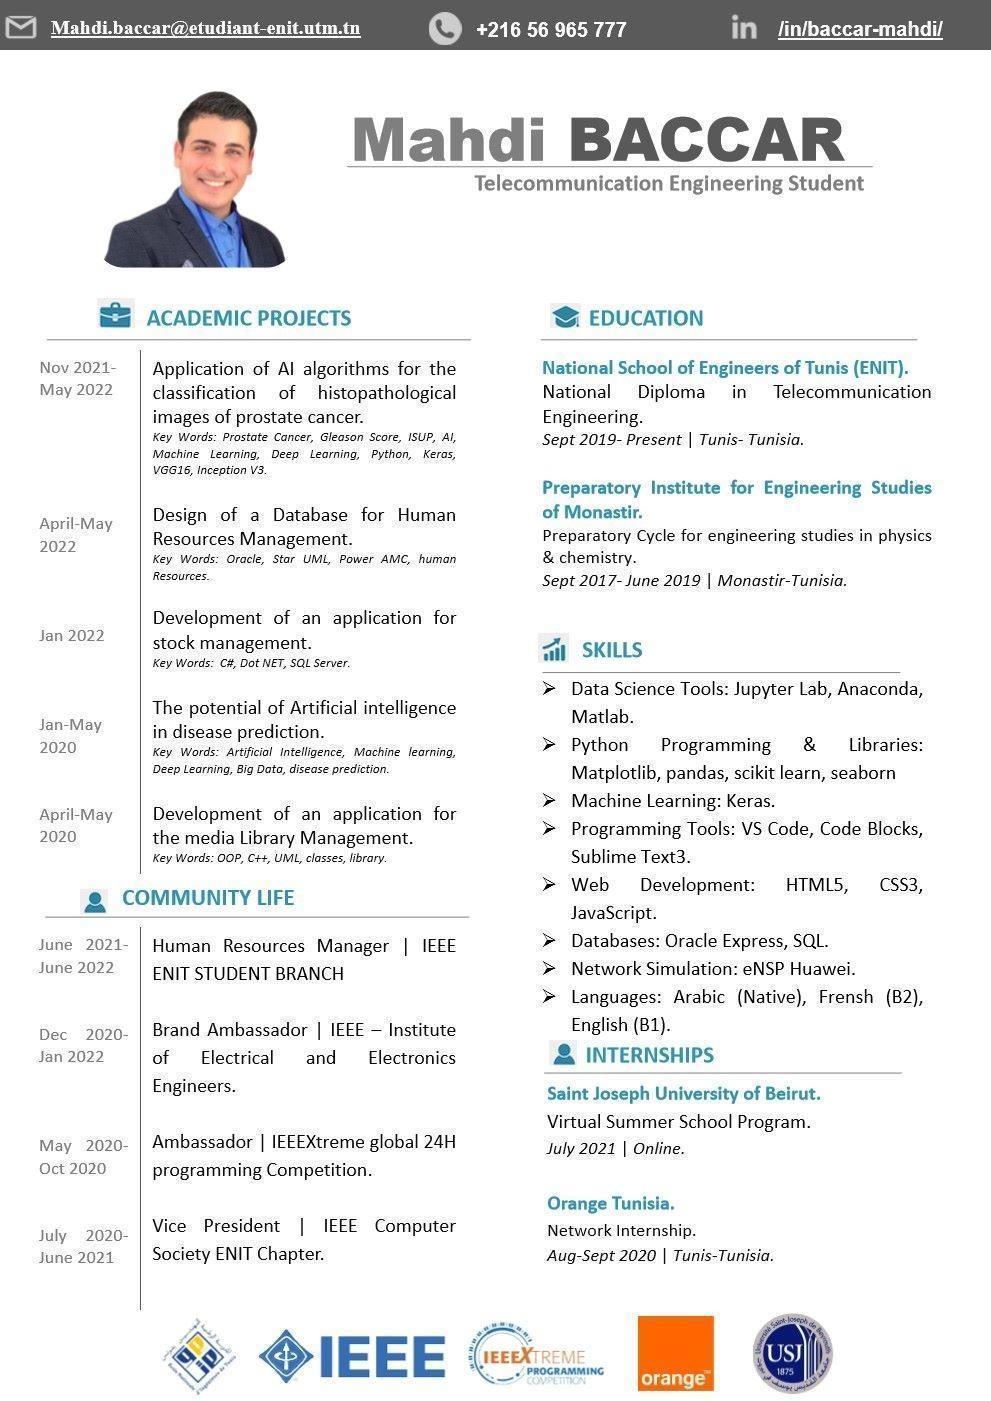 Mahdi.baccar@etudiant-enit.utm.tn
+216 56 965 777
in
/in/baccar-mahdi/
Mahdi BACCAR
Telecommunication Engineering Student
ACADEMIC PROJECTS
Nov 2021-
May 2022
Application of AI algorithms for the
classification of histopathological
images of prostate cancer.
Key Words: Prostate Cancer, Gleason Score, ISUP, AI,
Machine Learning, Deep Learning, Python, Keras,
VGG16, Inception V3.
April-May
2022
Design of a Database for Human
Resources Management.
Key Words: Oracle, Star UML, Power AMC, human
Resources.
Jan 2022
Development of an application for
stock management.
Key Words: C#, Dot NET, SQL Server.
Jan-May
2020
The potential of Artificial intelligence
in disease prediction.
Key Words: Artificial Intelligence, Machine learning,
Deep Learning, Big Data, disease prediction.
April-May
2020
Development of an application for
the media Library Management.
Key Words: OOP, C++, UML, classes, library.
COMMUNITY LIFE
June 2021-
June 2022
Human Resources Manager | IEEE
ENIT STUDENT BRANCH
Dec 2020-
Jan 2022
Brand Ambassador | IEEE – Institute
of Electrical and Electronics
Engineers.
May 2020-
Oct 2020
Ambassador | IEEEXtreme global 24H
programming Competition.
July 2020-
June 2021
Vice President | IEEE Computer
Society ENIT Chapter.
EDUCATION
National School of Engineers of Tunis (ENIT).
National Diploma in Telecommunication
Engineering.
Sept 2019- Present | Tunis- Tunisia.
Preparatory Institute for Engineering Studies
of Monastir.
Preparatory Cycle for engineering studies in physics
& chemistry.
Sept 2017- June 2019 | Monastir-Tunisia.
SKILLS
➢ Data Science Tools: Jupyter Lab, Anaconda,
Matlab.
➢ Python Programming & Libraries:
Matplotlib, pandas, scikit learn, seaborn
➢ Machine Learning: Keras.
➢ Programming Tools: VS Code, Code Blocks,
Sublime Text3.
➢ Web Development: HTML5, CSS3,
JavaScript.
➢ Databases: Oracle Express, SQL.
➢ Network Simulation: eNSP Huawei.
➢ Languages: Arabic (Native), Frensh (B2),
English (B1).
INTERNSHIPS
Saint Joseph University of Beirut.
Virtual Summer School Program.
July 2021 | Online.
Orange Tunisia.
Network Internship.
Aug-Sept 2020 | Tunis-Tunisia.
IEEE
IEEEXTREME
PROGRAMMING
COMPETITION
orange™
Université Saint-Joseph de Beyrouth
USJ
1875
جامعة القديس يوسف في بيروت